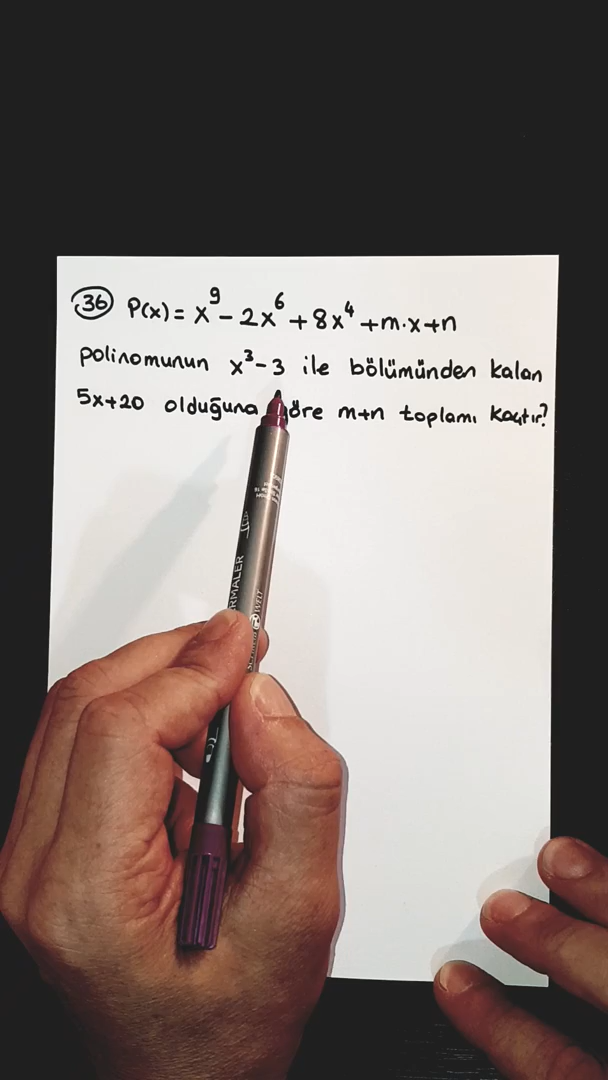 36 P(x) = x⁹ - 2x⁶ + 8x⁴ + m·x + n
polinomunun x³ - 3 ile bölümünden kalan
5x+20 olduğuna göre m+n toplamı kaçtır?